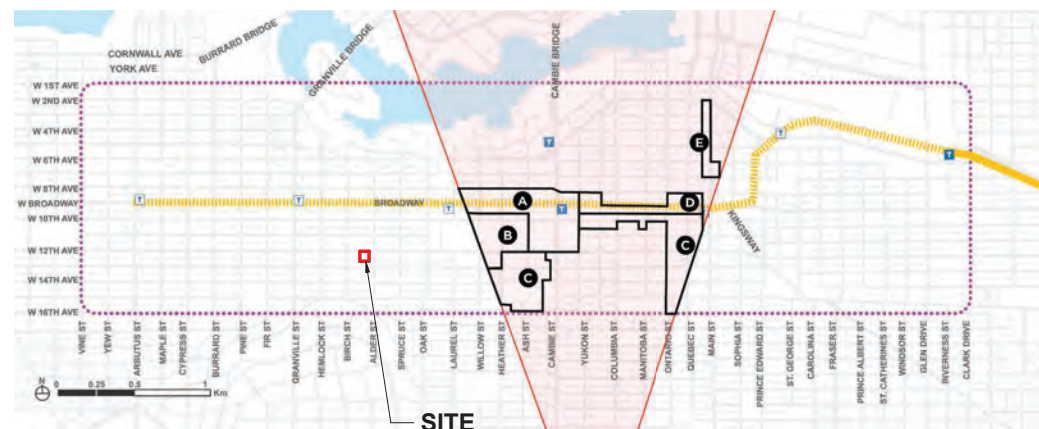 CORNWALL AVE
YORK AVE
BURRARD BRIDGE
GRANVILLE BRIDGE
CAMBIE BRIDGE
W 1ST AVE
W 2ND AVE
W 4TH AVE
W 6TH AVE
W 8TH AVE
W BROADWAY
W 10TH AVE
W 12TH AVE
W 14TH AVE
W 16TH AVE
T
T
T
T
T
T
T
BROADWAY
KINGSWAY
A
B
C
D
C
E
VINE ST
YEW ST
ARBUTUS ST
MAPLE ST
CYPRESS ST
BURRARD ST
PINE ST
FIR ST
GRANVILLE ST
HEMLOCK ST
BIRCH ST
ALDER ST
SPRUCE ST
OAK ST
LAUREL ST
WILLOW ST
HEATHER ST
ASH ST
CAMBIE ST
YUKON ST
COLUMBIA ST
MANITOBA ST
ONTARIO ST
QUEBEC ST
MAIN ST
SOPHIA ST
PRINCE EDWARD ST
ST. GEORGE ST
CAROLINA ST
FRASER ST
PRINCE ALBERT ST
ST. CATHERINES ST
WINDSOR ST
GLEN DRIVE
INVERNESS ST
CLARK DRIVE
N
0 0.25 0.5 1
Km
SITE